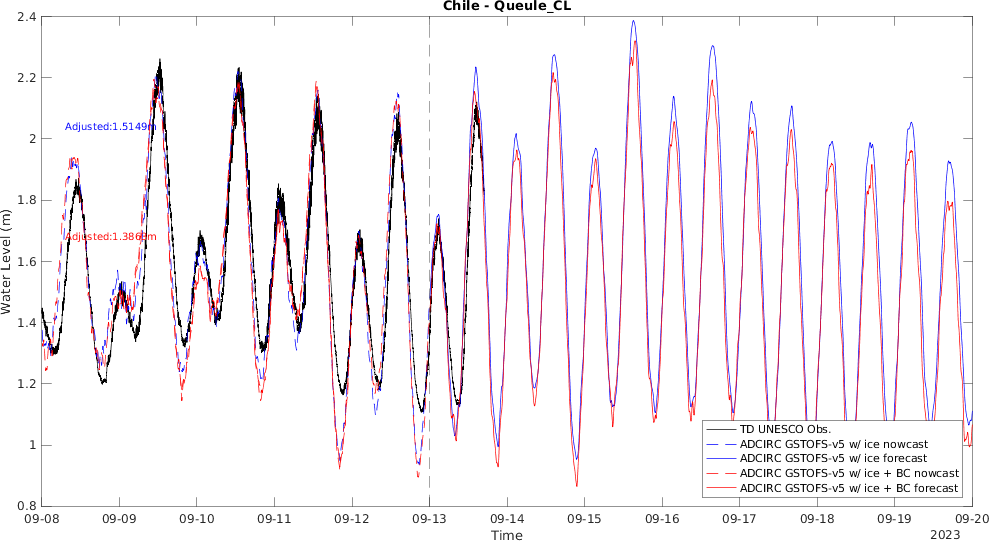 Chile - Queule_CL
2.4
2.2
2
1.8
1.6
1.4
1.2
1
0.8
Water Level (m)
Adjusted:1.5149m
TD UNESCO Obs.
ADCIRC GSTOFS-v5 w/ ice nowcast
ADCIRC GSTOFS-v5 w/ ice forecast
ADCIRC GSTOFS-v5 w/ ice + BC nowcast
ADCIRC GSTOFS-v5 w/ ice + BC forecast
09-08 09-09 09-10 09-11 09-12 09-13 09-14 09-15 09-16 09-17 09-18 09-19 09-20
Time
2023